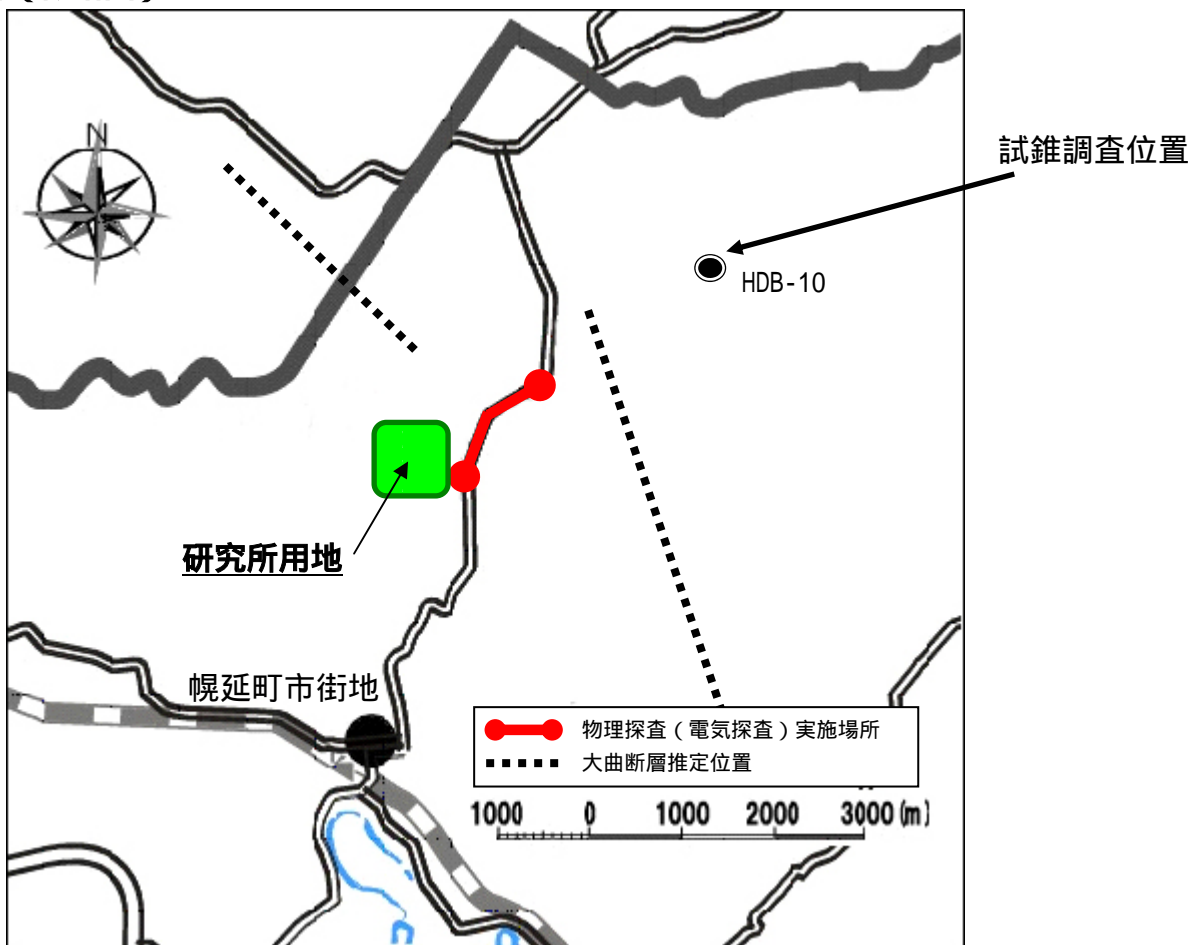 N
試錐調査位置
HDB-10
研究所用地
幌延町市街地
物理探査（電気探査）実施場所
大曲断層推定位置
1000 0 1000 2000 3000(m)